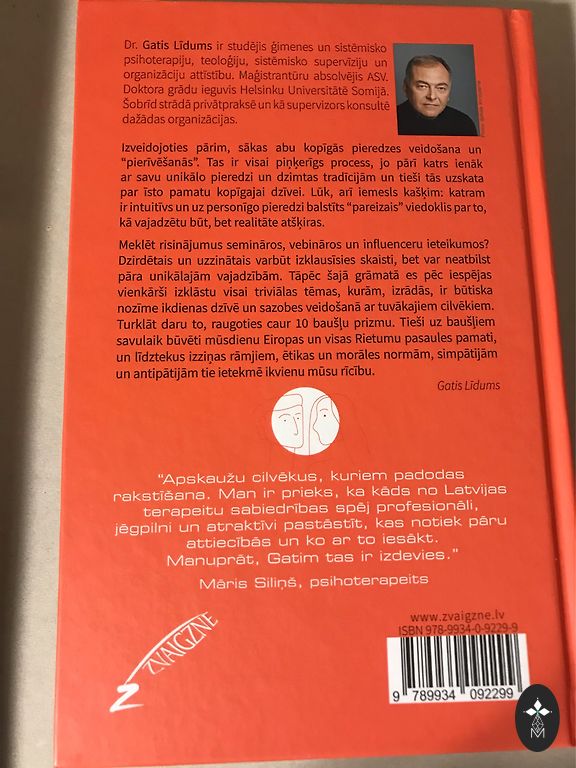 Dr. Gatis Līdums ir studējis ģimenes un sistēmisko
psihoterapiju, teoloģiju, sistēmisko supervīziju un
organizāciju attīstību. Maģistrantūru absolvējis ASV.
Doktora grādu ieguvis Helsinku Universitātē Somijā.
Šobrīd strādā privātpraksē un kā supervizors konsultē
dažādas organizācijas.
Izveidojoties pārim, sākas abu kopīgās pieredzes veidošana un
“pierīvēšanās”. Tas ir visai piņķerīgs process, jo pārī katrs ienāk
ar savu unikālo pieredzi un dzimtas tradīcijām un tieši tās uzskata
par īsto pamatu kopīgajai dzīvei. Lūk, arī iemesls kašķim: katram
ir intuitīvs un uz personīgo pieredzi balstīts “pareizais” viedoklis par to,
kā vajadzētu būt, bet realitāte atšķiras.
Meklēt risinājumus semināros, vebināros un influenceru ieteikumos?
Dzirdētais un uzzinātais varbūt izklausīsies skaisti, bet var neatbilst
pāra unikālajām vajadzībām. Tāpēc šajā grāmatā es pēc iespējas
vienkārši izklāstu visai triviālas tēmas, kurām, izrādās, ir būtiska
nozīme ikdienas dzīvē un sazobes veidošanā ar tuvākajiem cilvēkiem.
Turklāt daru to, raugoties caur 10 baušļu prizmu. Tieši uz baušļiem
savulaik būvēti mūsdienu Eiropas un visas Rietumu pasaules pamati,
un līdztekus izziņas rāmjiem, ētikas un morāles normām, simpātijām
un antipātijām tie ietekmē ikvienu mūsu rīcību.
Gatis Līdums
“Apskaužu cilvēkus, kuriem padodas
rakstīšana. Man ir prieks, ka kāds no Latvijas
terapeitu sabiedrības spēj profesionāli,
jēgpilni un atraktīvi pastāstīt, kas notiek pāru
attiecībās un ko ar to iesākt.
Manuprāt, Gatim tas ir izdevies.”
Māris Siliņš, psihoterapeits
ZVAIGZNE
www.zvaigzne.lv
ISBN 978-9934-0-9229-9
9 789934 092299